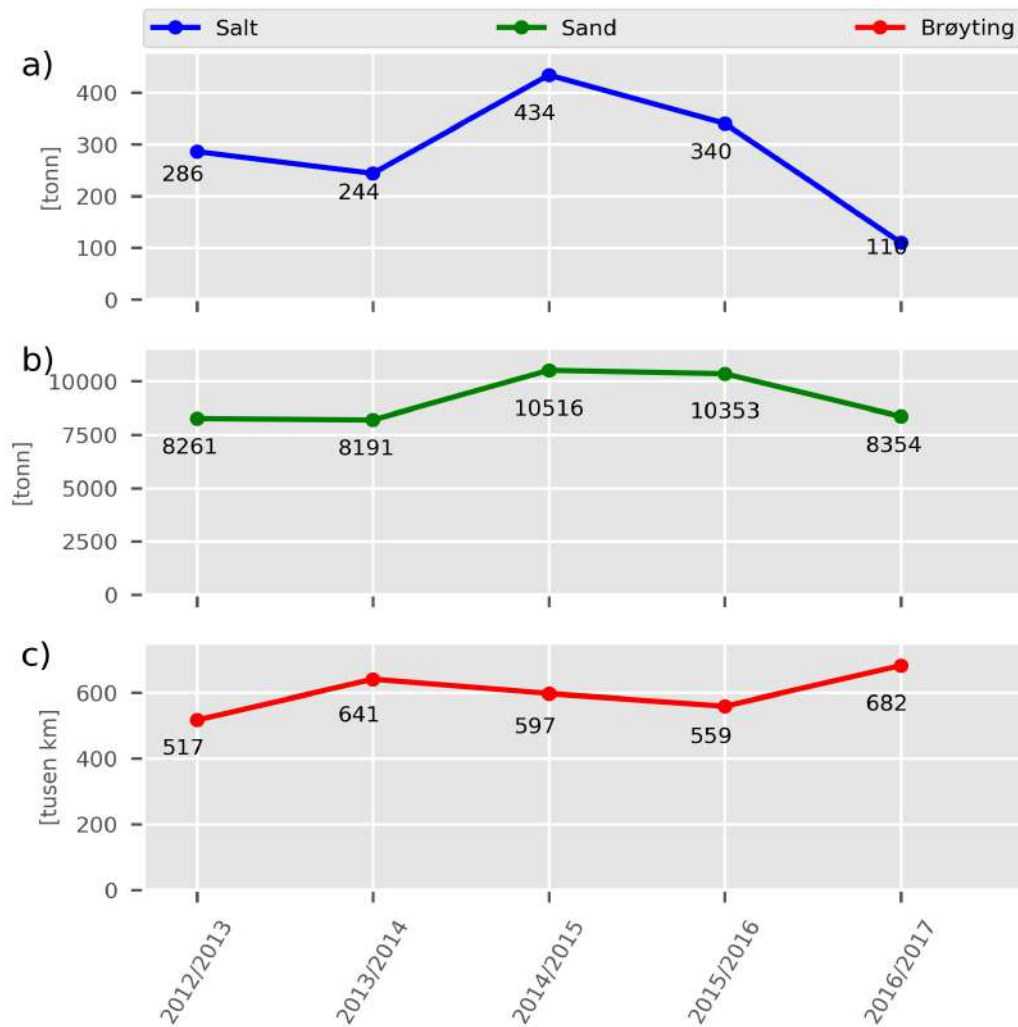 Salt Sand Brøyting
a)
400
300
200
100
0
[tonn]
286 244 434 340 110
b)
10000
7500
5000
2500
0
[tonn]
8261 8191 10516 10353 8354
c)
600
400
200
0
[tusen km]
517 641 597 559 682
2012/2013 2013/2014 2014/2015 2015/2016 2016/2017